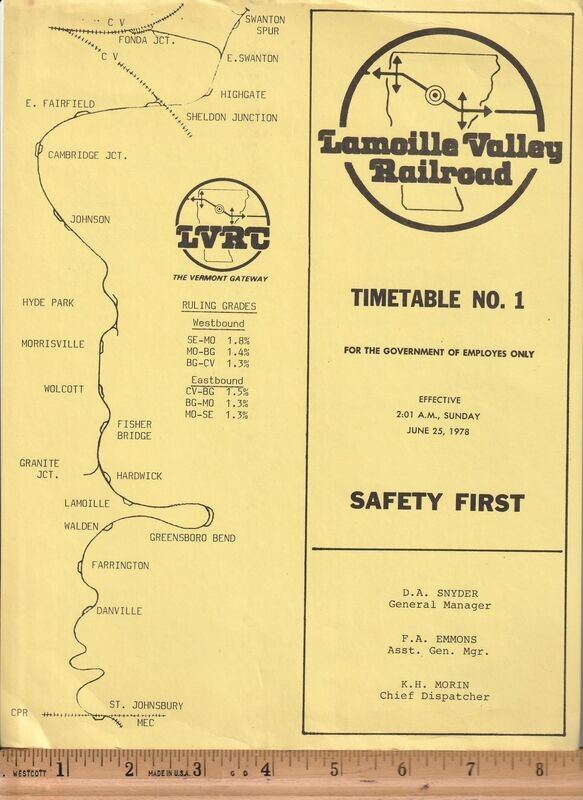 C V
FONDA JCT.
C V
SWANTON
SPUR
E.SWANTON
HIGHGATE
SHELDON JUNCTION
E. FAIRFIELD
CAMBRIDGE JCT.
JOHNSON
HYDE PARK
MORRISVILLE
WOLCOTT
FISHER
BRIDGE
GRANITE
JCT.
HARDWICK
LAMOILLE
WALDEN
GREENSBORO BEND
FARRINGTON
DANVILLE
ST. JOHNSBURY
CPR
MEC
LVRC
THE VERMONT GATEWAY
RULING GRADES
Westbound
SE-MO 1.8%
MO-BG 1.4%
BG-CV 1.3%
Eastbound
CV-BG 1.5%
BG-MO 1.3%
MO-SE 1.3%
Lamoille Valley
Railroad
TIMETABLE NO. 1
FOR THE GOVERNMENT OF EMPLOYES ONLY
EFFECTIVE
2:01 A.M., SUNDAY
JUNE 25, 1978
SAFETY FIRST
D.A. SNYDER
General Manager
F.A. EMMONS
Asst. Gen. Mgr.
K.H. MORIN
Chief Dispatcher
WESTCOTT 1 2 MADE IN U.S.A. 3 4 5 6 7 8